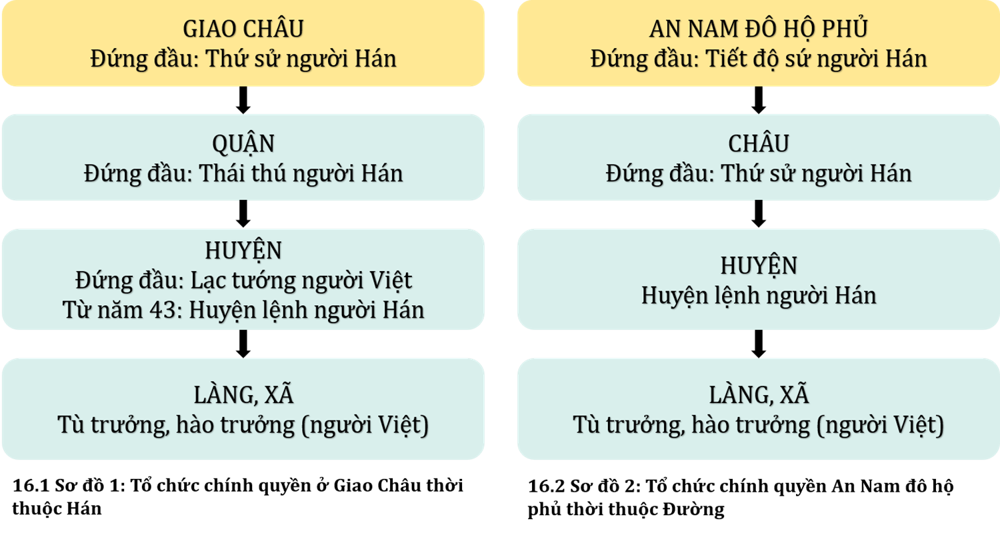 GIAO CHÂU
Đứng đầu: Thứ sử người Hán
QUẬN
Đứng đầu: Thái thú người Hán
HUYỆN
Đứng đầu: Lạc tướng người Việt
Từ năm 43: Huyện lệnh người Hán
LÀNG, XÃ
Tù trưởng, hào trưởng (người Việt)
16.1 Sơ đồ 1: Tổ chức chính quyền ở Giao Châu thời
thuộc Hán
AN NAM ĐÔ HỘ PHỦ
Đứng đầu: Tiết độ sứ người Hán
CHÂU
Đứng đầu: Thứ sử người Hán
HUYỆN
Huyện lệnh người Hán
LÀNG, XÃ
Tù trưởng, hào trưởng (người Việt)
16.2 Sơ đồ 2: Tổ chức chính quyền An Nam đô hộ
phủ thời thuộc Đường